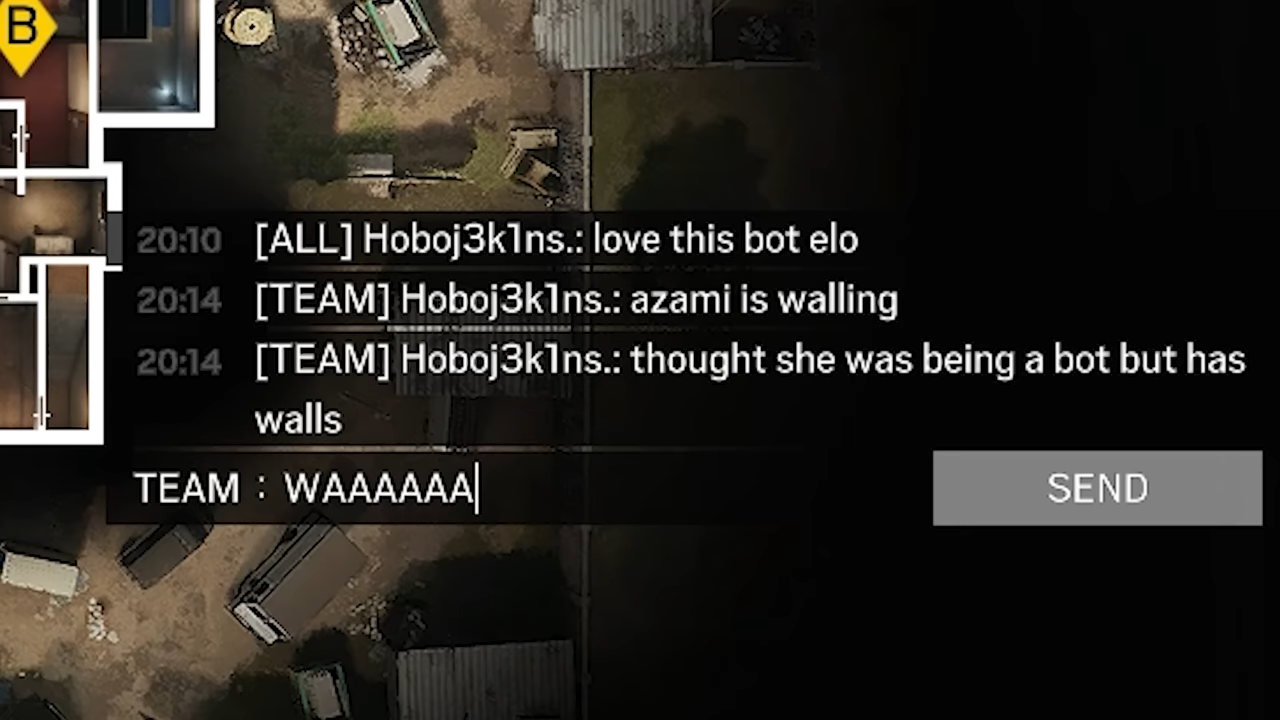 B
20:10 [ALL] Hoboj3k1ns.: love this bot elo
20:14 [TEAM] Hoboj3k1ns.: azami is walling
20:14 [TEAM] Hoboj3k1ns.: thought she was being a bot but has
walls
TEAM : WAAAAAA
SEND